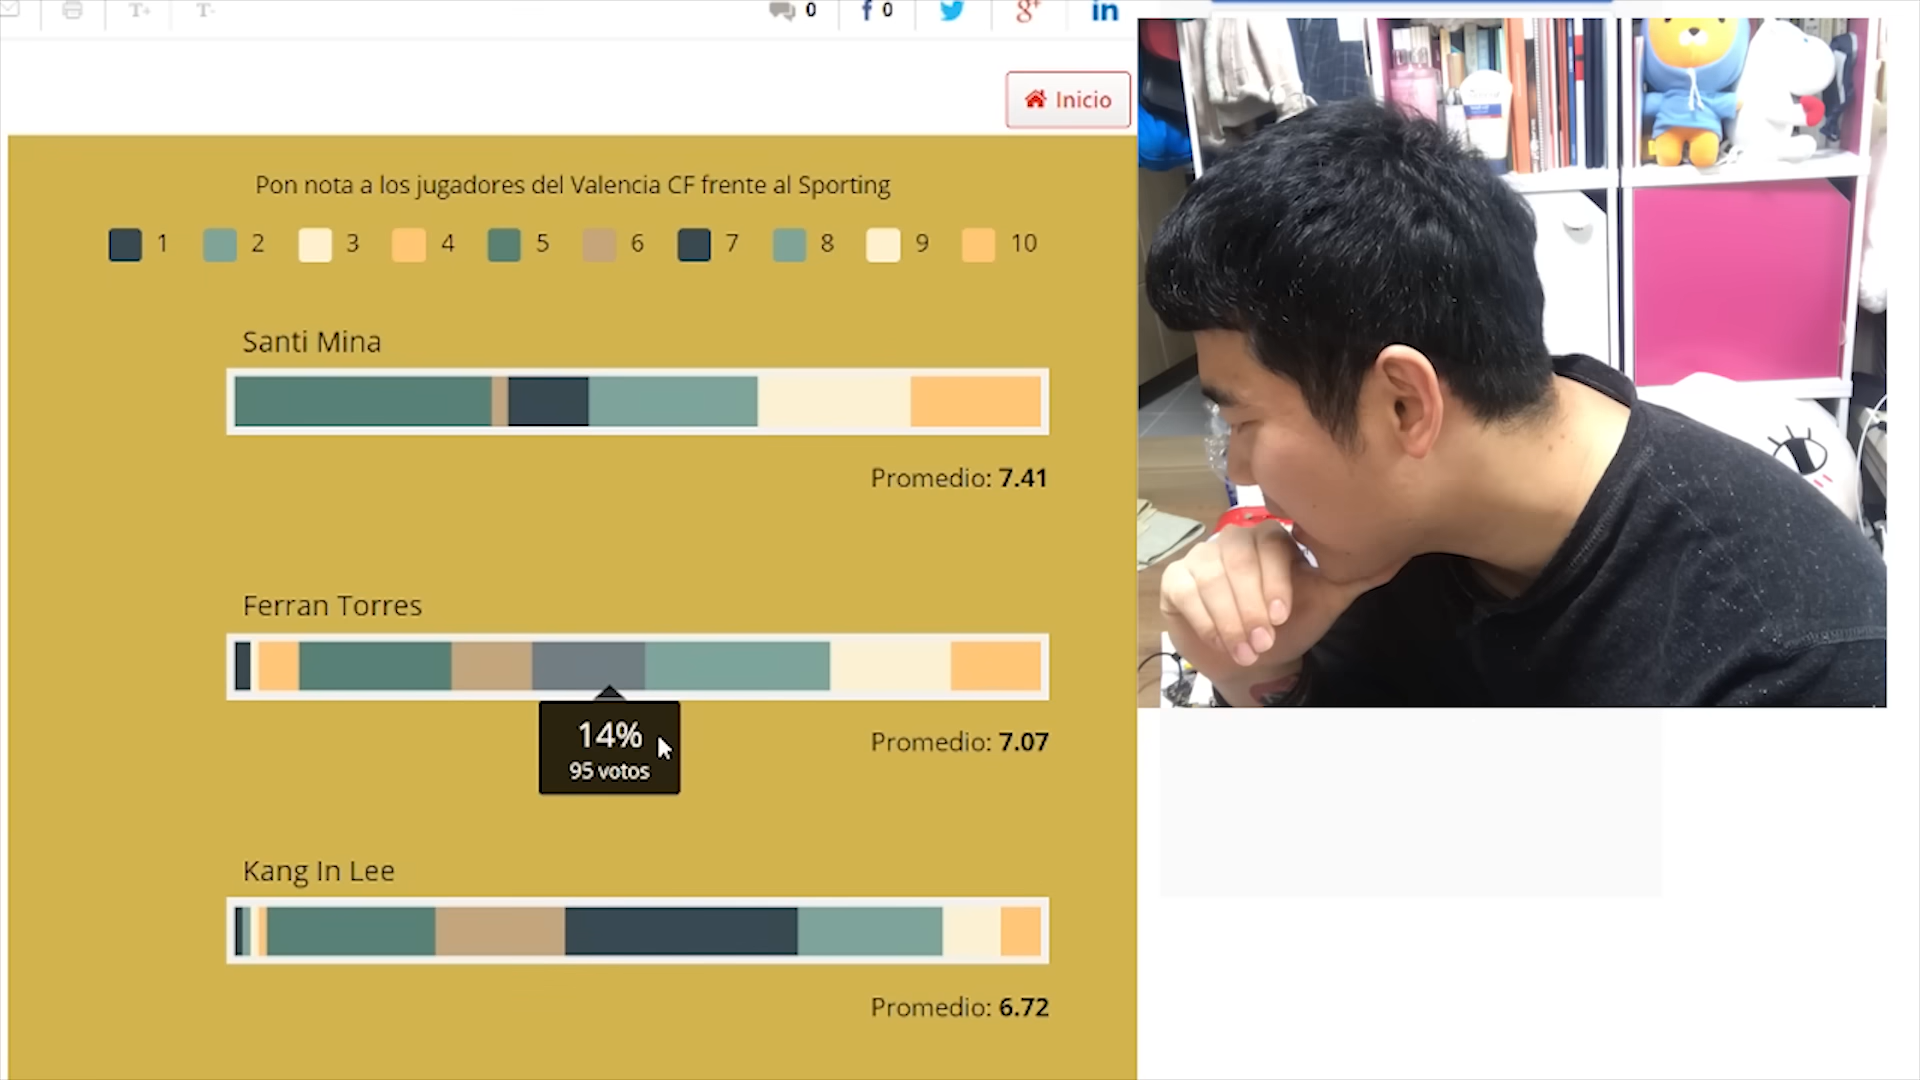 T+
T-
0
f 0
g+
in
Inicio
Pon nota a los jugadores del Valencia CF frente al Sporting
1 2 3 4 5 6 7 8 9 10
Santi Mina
Promedio: 7.41
Ferran Torres
14%
95 votos
Promedio: 7.07
Kang In Lee
Promedio: 6.72